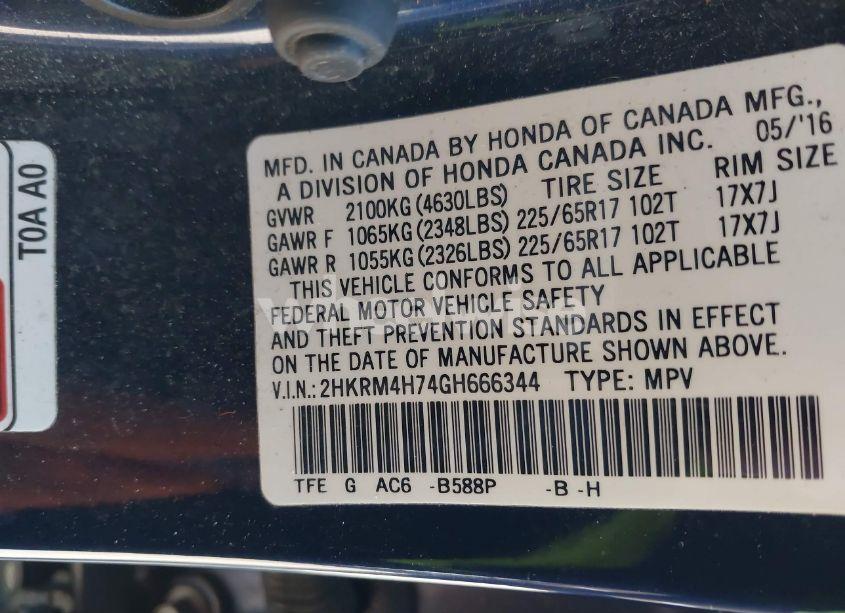 T0A A0
MFD. IN CANADA BY HONDA OF CANADA MFG.,
A DIVISION OF HONDA CANADA INC. 05/'16
GVWR 2100KG (4630LBS) TIRE SIZE RIM SIZE
GAWR F 1065KG (2348LBS) 225/65R17 102T 17X7J
GAWR R 1055KG (2326LBS) 225/65R17 102T 17X7J
THIS VEHICLE CONFORMS TO ALL APPLICABLE
FEDERAL MOTOR VEHICLE SAFETY
AND THEFT PREVENTION STANDARDS IN EFFECT
ON THE DATE OF MANUFACTURE SHOWN ABOVE.
V.I.N.: 2HKRM4H74GH666344 TYPE: MPV
TFE G AC6 -B588P -B -H